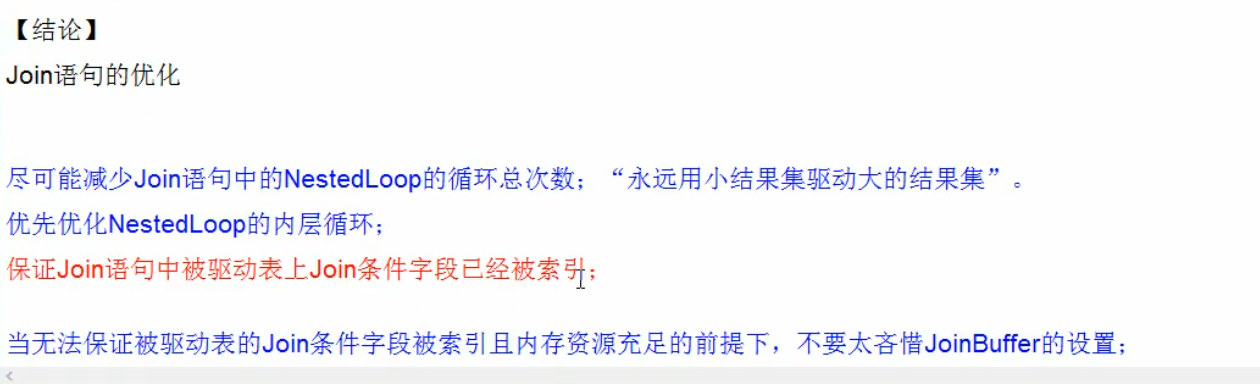 【结论】
Join语句的优化
尽可能减少Join语句中的NestedLoop的循环总次数；“永远用小结果集驱动大的结果集”。
优先优化NestedLoop的内层循环；
保证Join语句中被驱动表上Join条件字段已经被索引；
当无法保证被驱动表的Join条件字段被索引且内存资源充足的前提下，不要太吝惜JoinBuffer的设置；